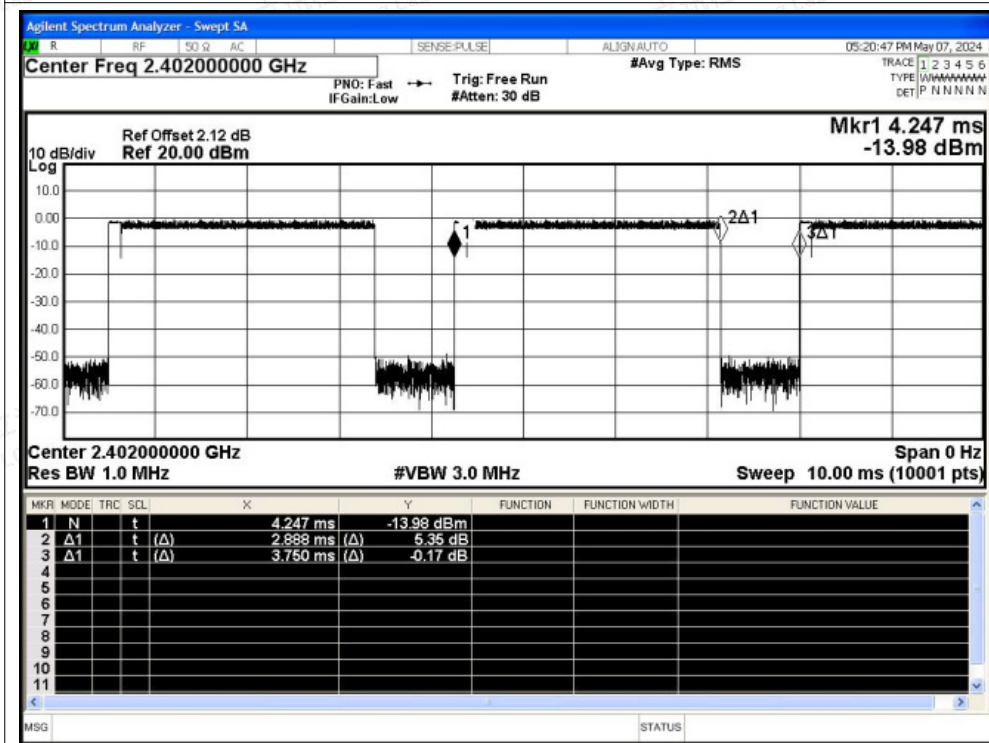 Agilent Spectrum Analyzer - Swept SA
LXI R RF 50 Ω AC SENSE:PULSE ALIGN AUTO 05:20:47 PM May 07, 2024
Center Freq 2.402000000 GHz
PNO: Fast
IFGain:Low
Trig: Free Run
#Atten: 30 dB
#Avg Type: RMS
TRACE 1 2 3 4 5 6
TYPE
DET P N N N N N
Mkr1 4.247 ms
-13.98 dBm
Ref Offset 2.12 dB
Ref 20.00 dBm
10 dB/div
Log
10.0
0.00
-10.0
-20.0
-30.0
-40.0
-50.0
-60.0
-70.0
1
2Δ1
3Δ1
Center 2.402000000 GHz Span 0 Hz
Res BW 1.0 MHz #VBW 3.0 MHz Sweep 10.00 ms (10001 pts)
MKR MODE TRC SCL X Y FUNCTION FUNCTION WIDTH FUNCTION VALUE
1 N t 4.247 ms -13.98 dBm
2 Δ1 t (Δ) 2.888 ms (Δ) 5.35 dB
3 Δ1 t (Δ) 3.750 ms (Δ) -0.17 dB
4
5
6
7
8
9
10
11
MSG STATUS